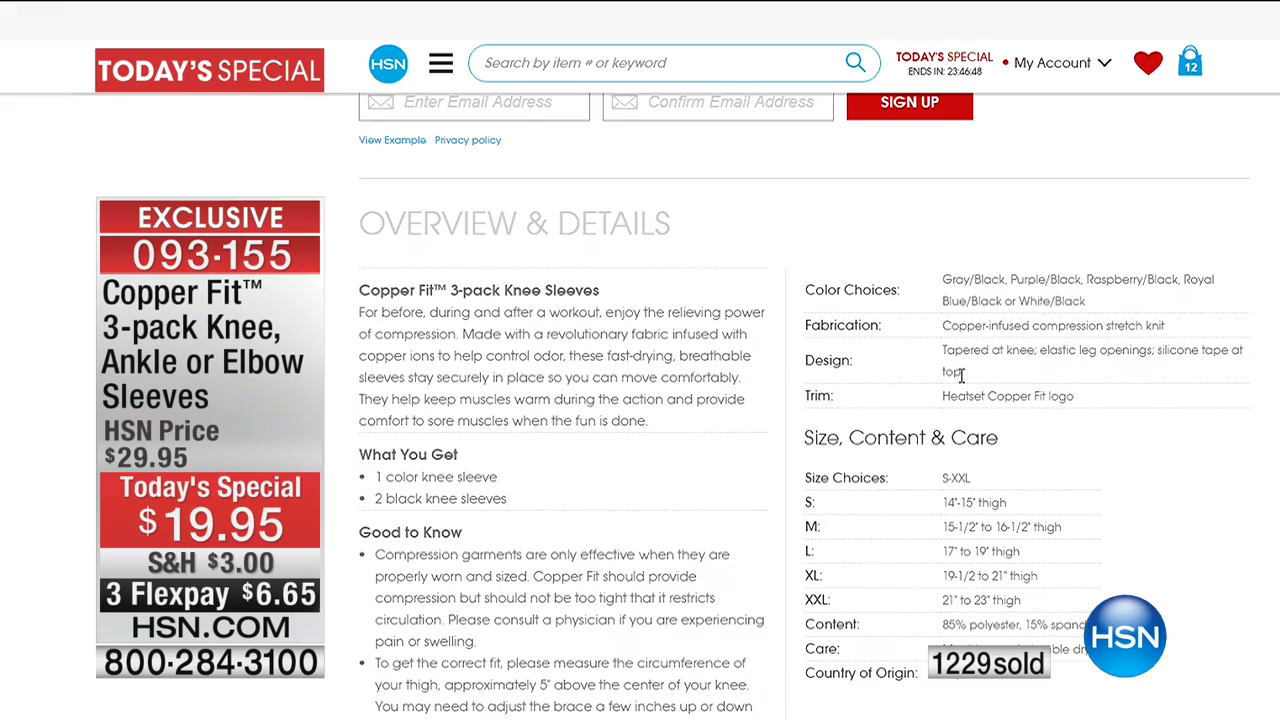 TODAY'S SPECIAL
HSN
Search by item # or keyword
TODAY'S SPECIAL
ENDS IN: 23:46:48
My Account
12
Enter Email Address
Confirm Email Address
SIGN UP
View Example
Privacy policy
EXCLUSIVE
093-155
Copper Fit™
3-pack Knee,
Ankle or Elbow
Sleeves
HSN Price
$29.95
Today's Special
$19.95
S&H $3.00
3 Flexpay $6.65
HSN.COM
800-284-3100
OVERVIEW & DETAILS
Copper Fit™ 3-pack Knee Sleeves
For before, during and after a workout, enjoy the relieving power
of compression. Made with a revolutionary fabric infused with
copper ions to help control odor, these fast-drying, breathable
sleeves stay securely in place so you can move comfortably.
They help keep muscles warm during the action and provide
comfort to sore muscles when the fun is done.
What You Get
• 1 color knee sleeve
• 2 black knee sleeves
Good to Know
• Compression garments are only effective when they are
properly worn and sized. Copper Fit should provide
compression but should not be too tight that it restricts
circulation. Please consult a physician if you are experiencing
pain or swelling.
• To get the correct fit, please measure the circumference of
your thigh, approximately 5" above the center of your knee.
You may need to adjust the brace a few inches up or down
Color Choices: Gray/Black, Purple/Black, Raspberry/Black, Royal
Blue/Black or White/Black
Fabrication: Copper-infused compression stretch knit
Design: Tapered at knee; elastic leg openings; silicone tape at
top
Trim: Heatset Copper Fit logo
Size, Content & Care
Size Choices: S-XXL
S: 14"-15" thigh
M: 15-1/2" to 16-1/2" thigh
L: 17" to 19" thigh
XL: 19-1/2 to 21" thigh
XXL: 21" to 23" thigh
Content: 85% polyester, 15% spand
Care:
Country of Origin:
1229 sold
HSN